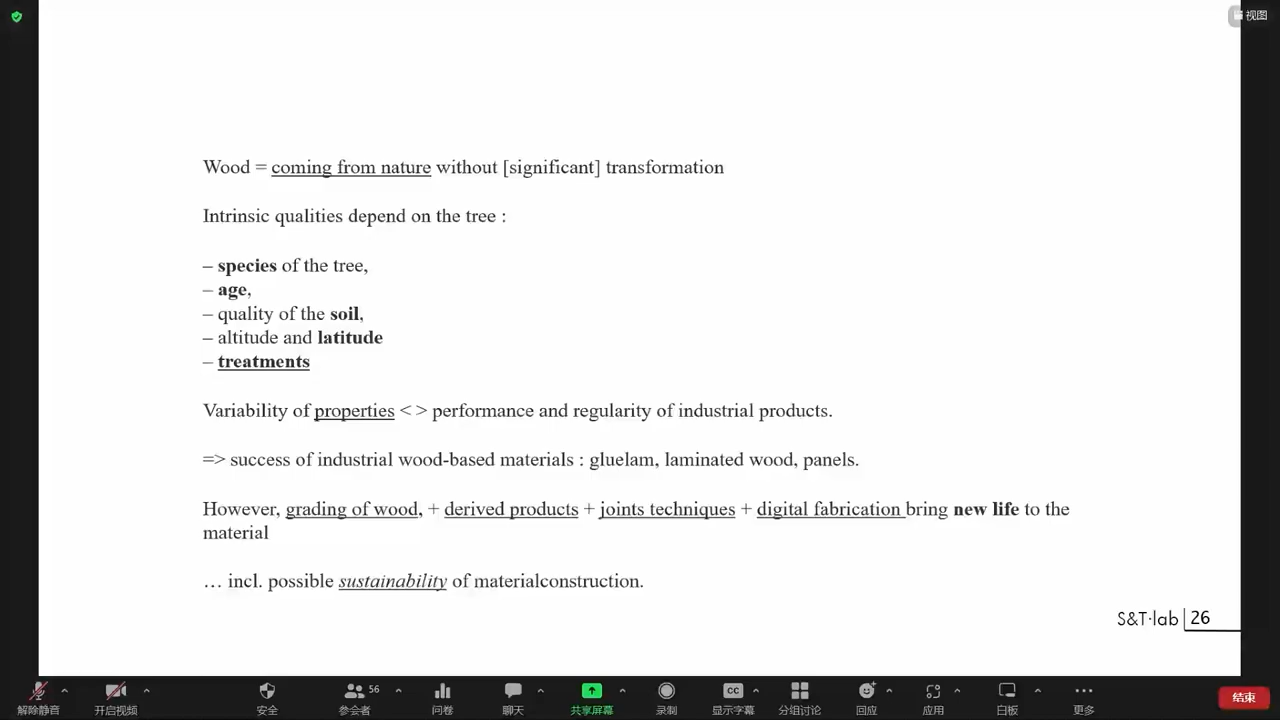 视图
Wood = coming from nature without [significant] transformation
Intrinsic qualities depend on the tree :
– species of the tree,
– age,
– quality of the soil,
– altitude and latitude
– treatments
Variability of properties < > performance and regularity of industrial products.
=> success of industrial wood-based materials : gluelam, laminated wood, panels.
However, grading of wood, + derived products + joints techniques + digital fabrication bring new life to the
material
… incl. possible sustainability of materialconstruction.
S&T·lab 26
56
CC
解除静音 开启视频 安全 参会者 问卷 聊天 共享屏幕 录制 显示字幕 分组讨论 回应 应用 白板 更多 结束